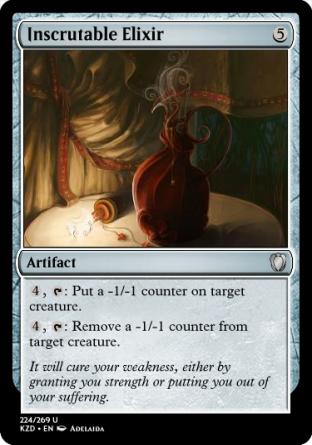 Inscrutable Elixir 5
Artifact
4, T: Put a -1/-1 counter on target
creature.
4, T: Remove a -1/-1 counter from
target creature.
It will cure your weakness, either by
granting you strength or putting you out of
your suffering.
224/269 U
KZD • EN Adelaida